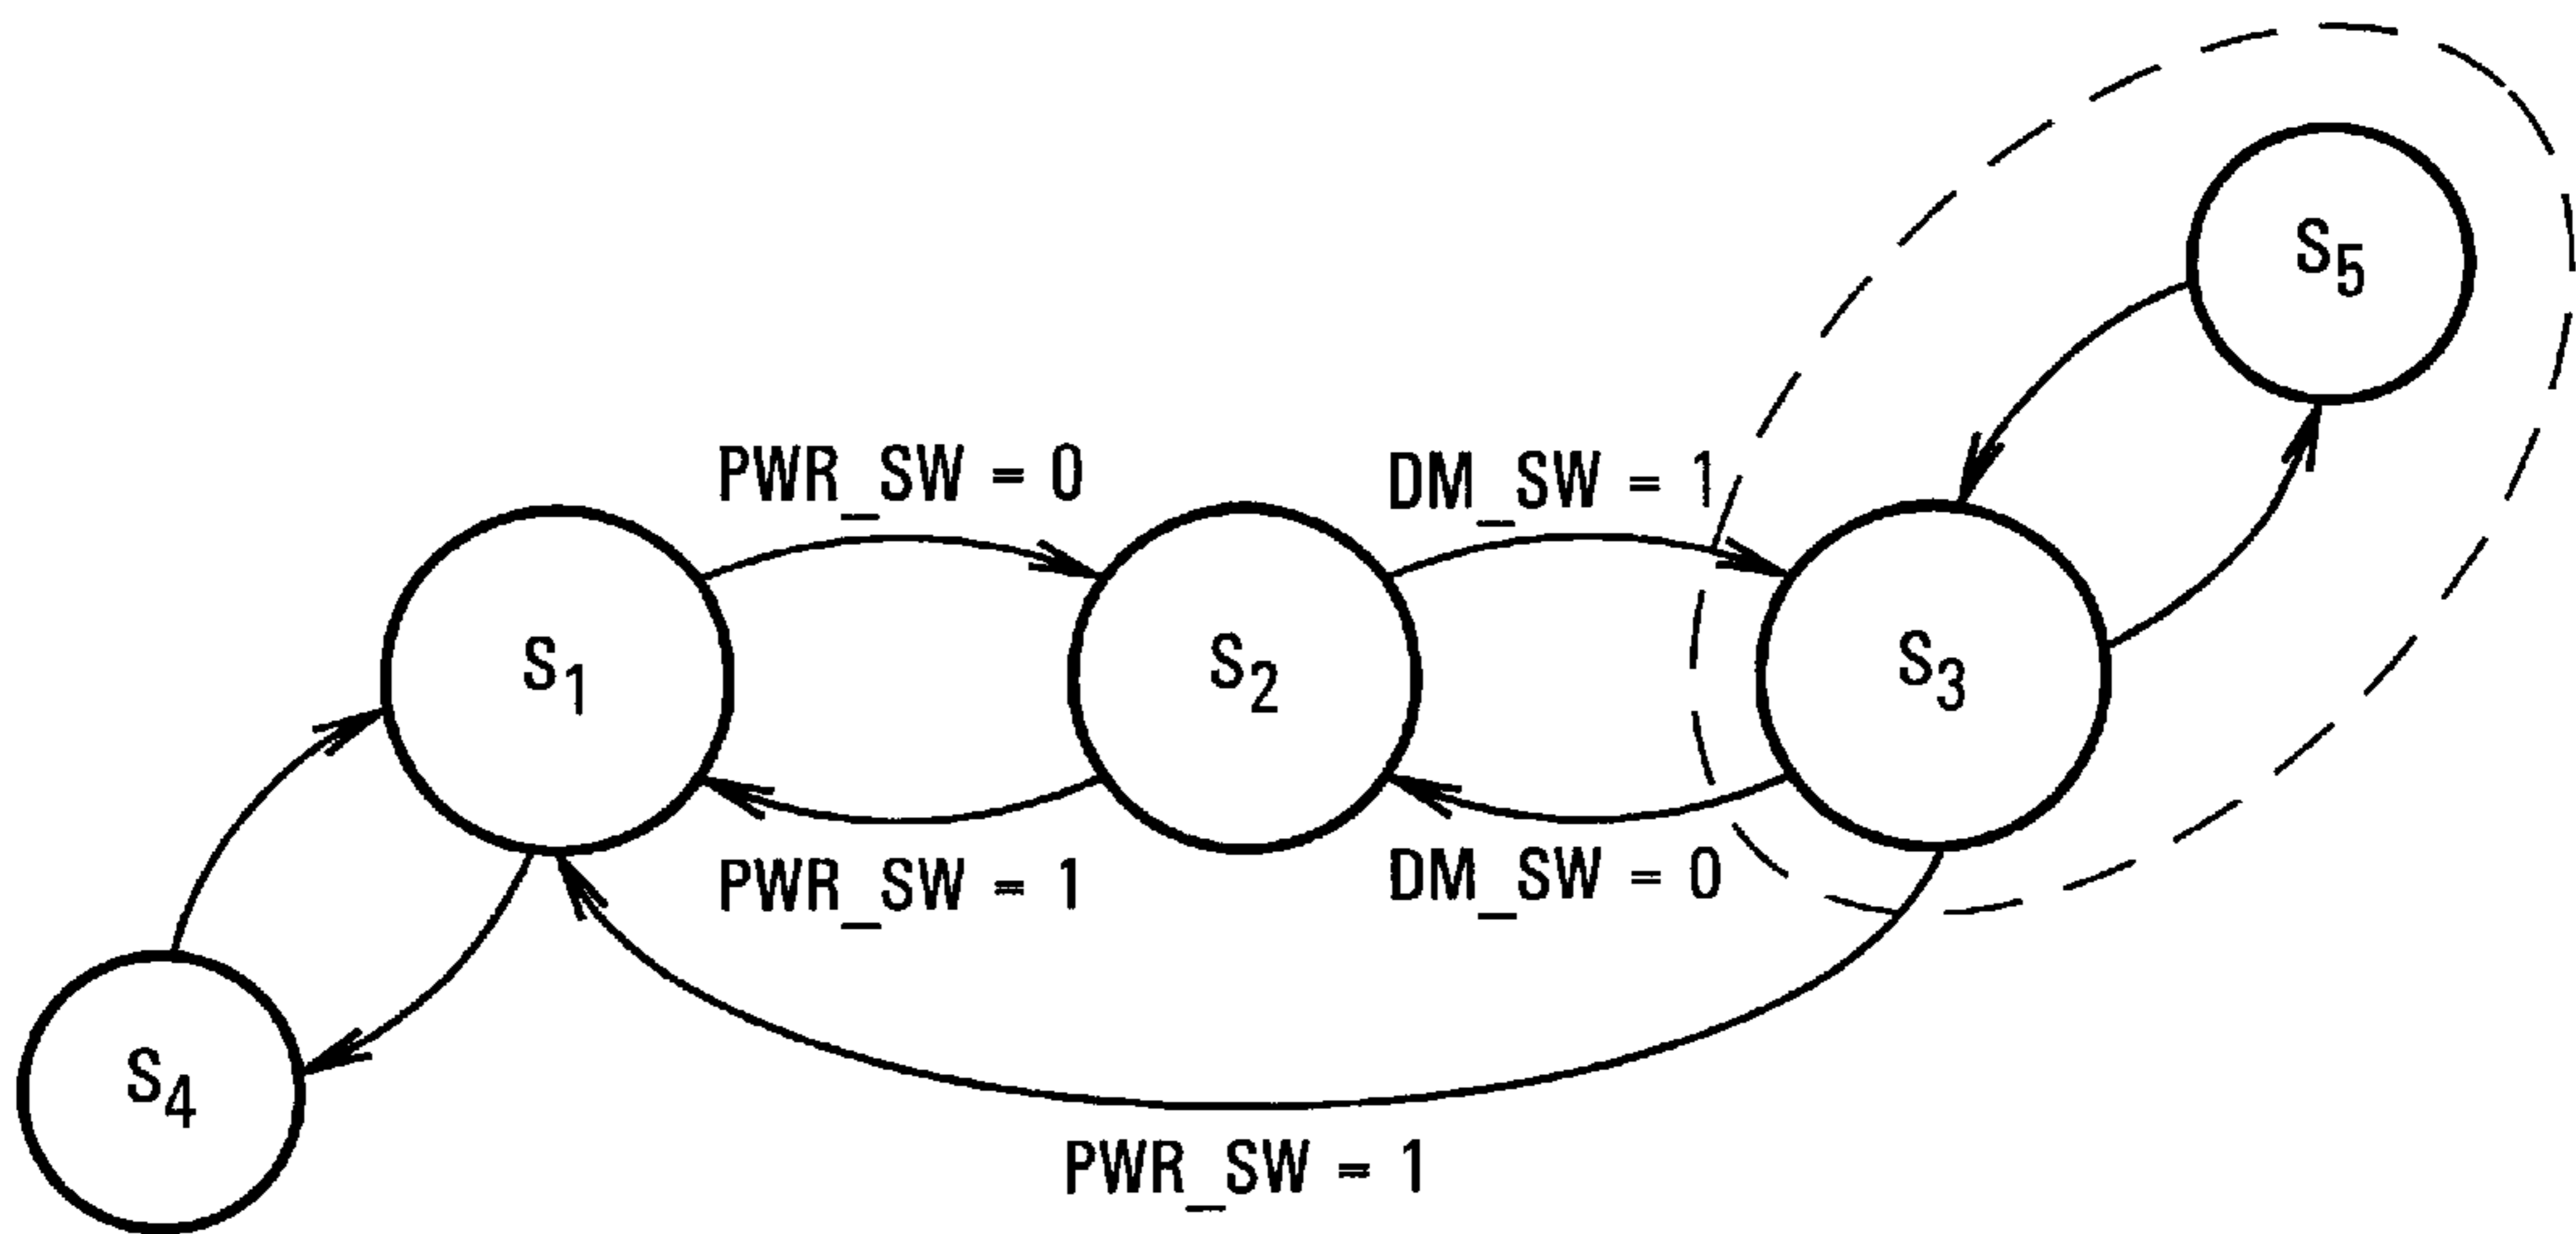 S5
PWR_SW = 0
DM_SW = 1
S1
S2
S3
PWR_SW = 1
DM_SW = 0
S4
PWR_SW = 1